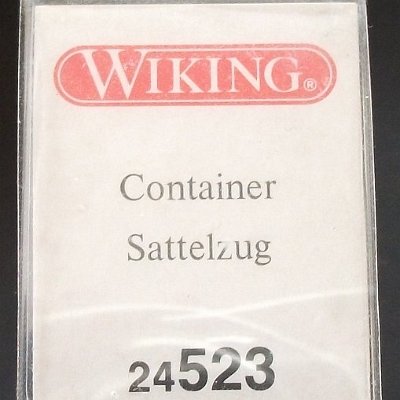 WIKING®
Container
Sattelzug
24523